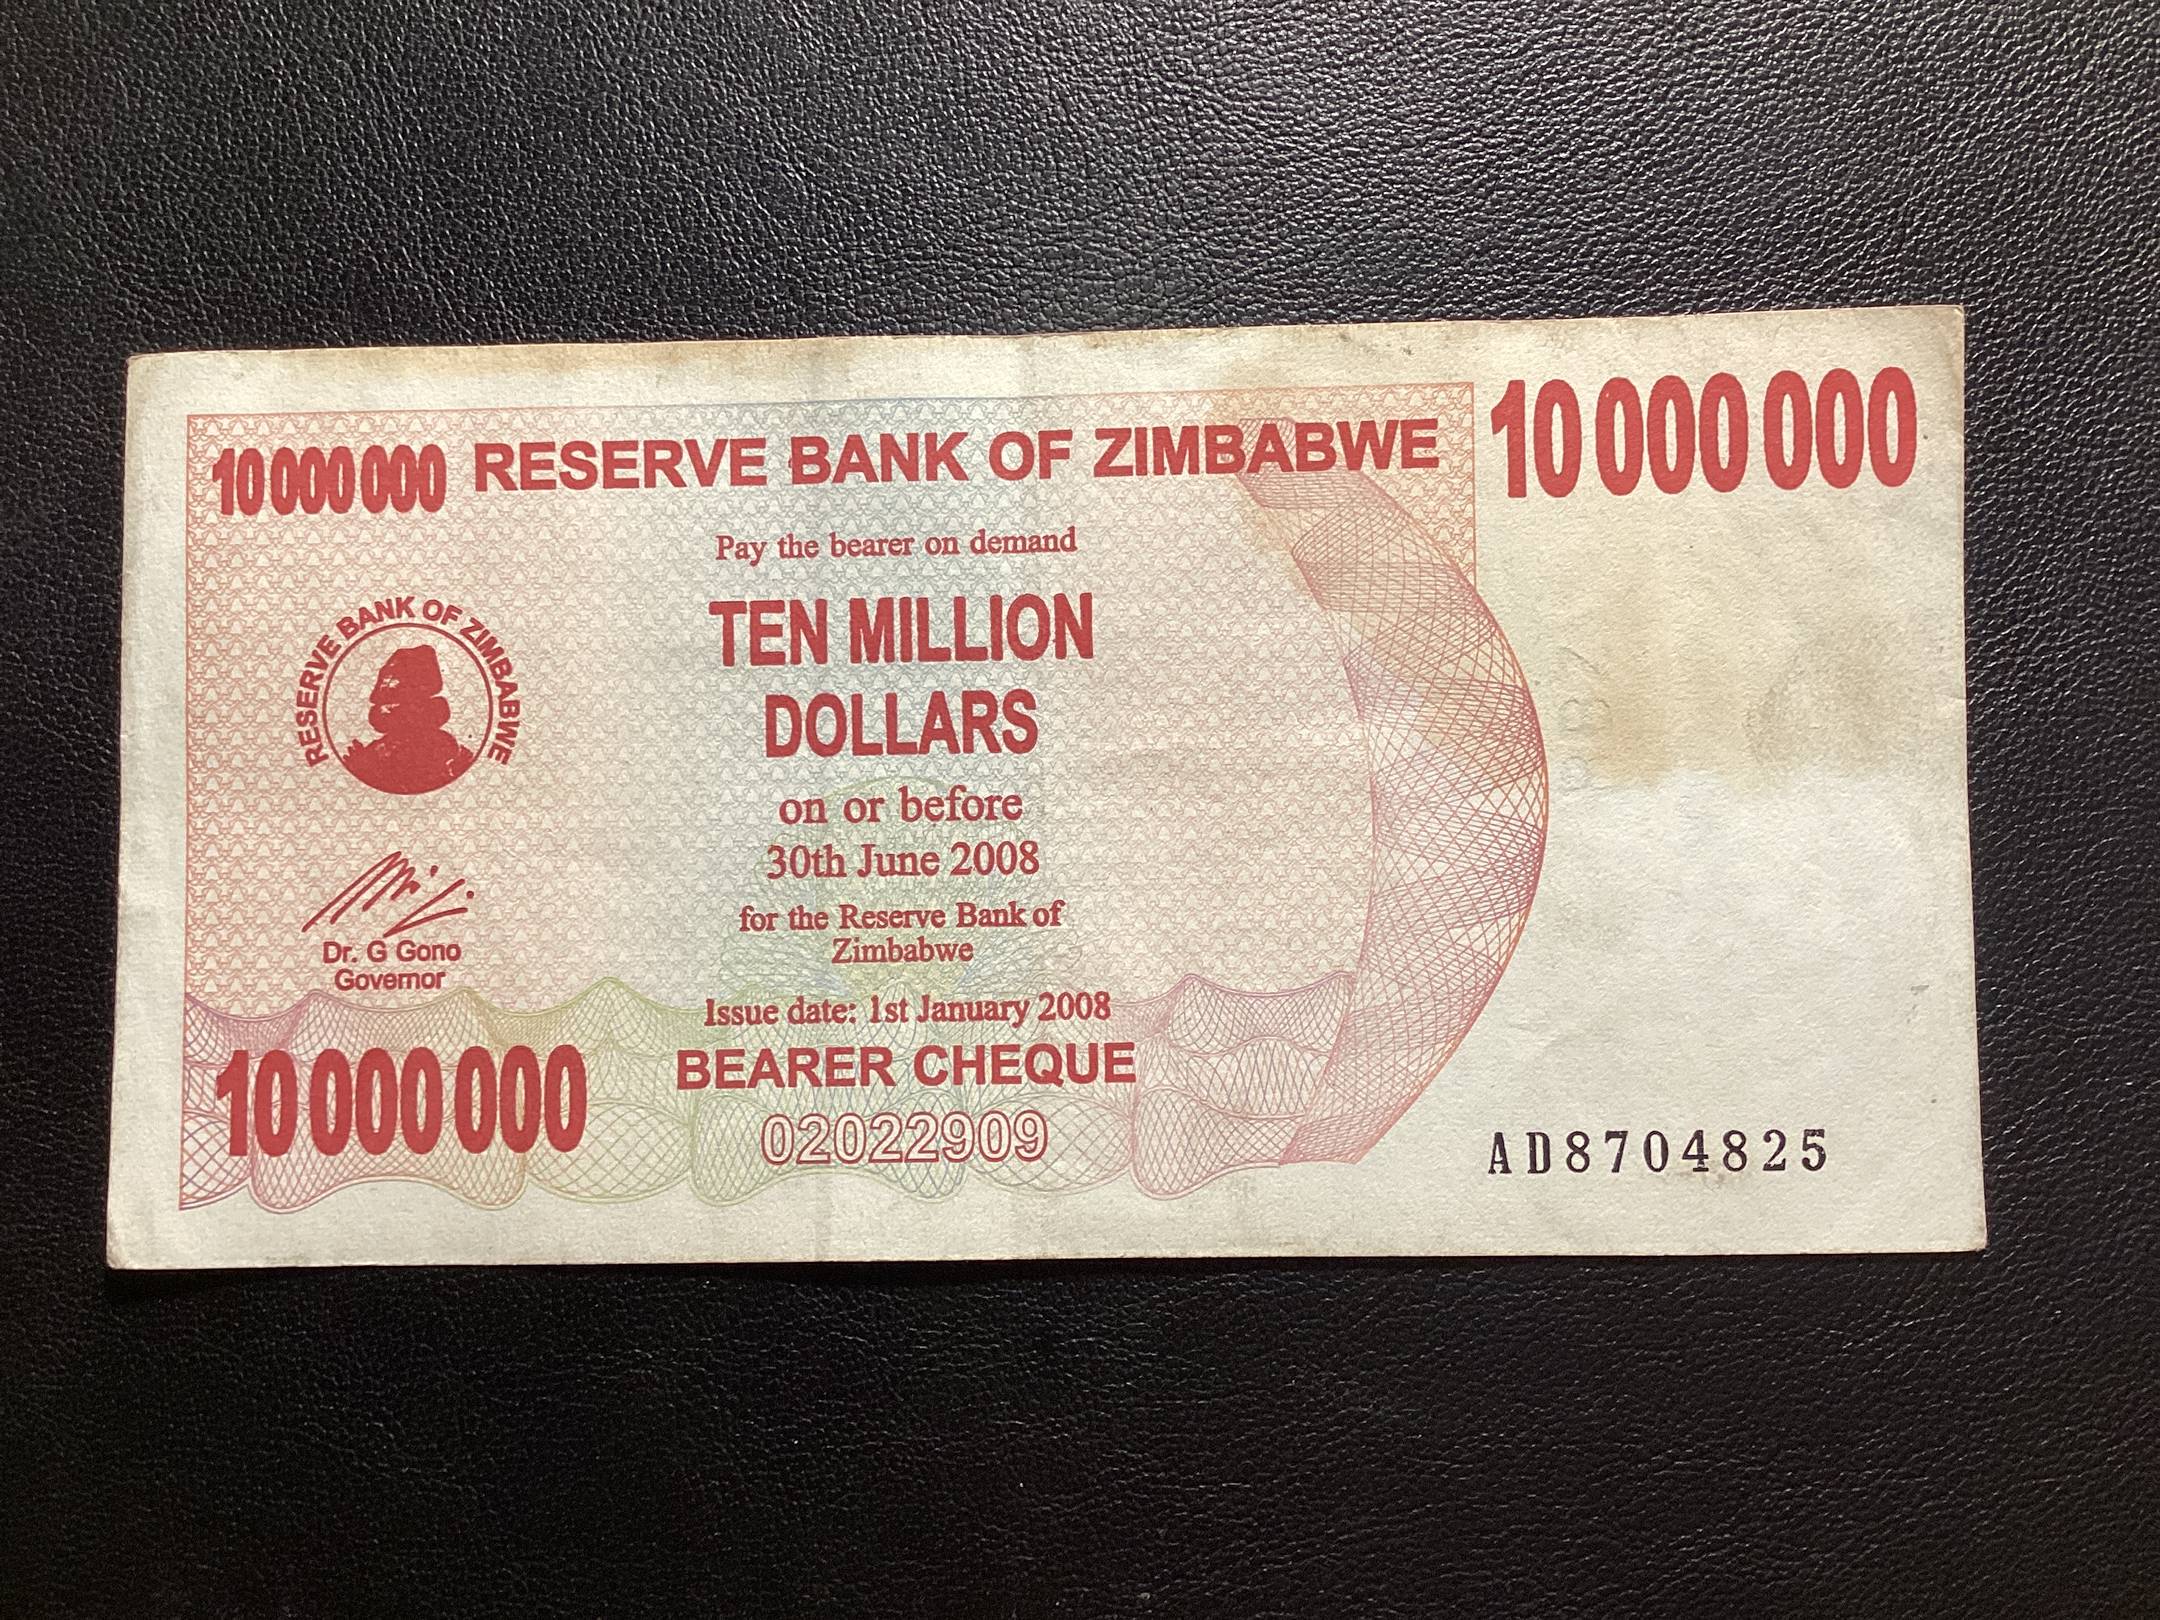 10 000 000 RESERVE BANK OF ZIMBABWE 10 000 000
Pay the bearer on demand
TEN MILLION
DOLLARS
on or before
30th June 2008
for the Reserve Bank of
Zimbabwe
Issue date: 1st January 2008
BEARER CHEQUE
02022909
RESERVE BANK OF ZIMBABWE
Dr. G Gono
Governor
10 000 000
AD8704825